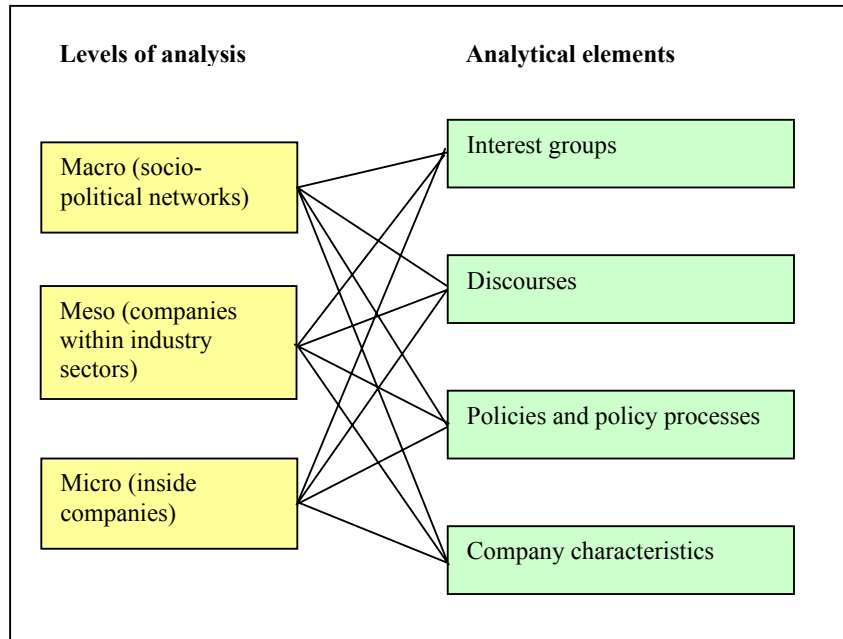 Levels of analysis
Macro (socio-
political networks)
Meso (companies
within industry
sectors)
Micro (inside
companies)
Analytical elements
Interest groups
Discourses
Policies and policy processes
Company characteristics